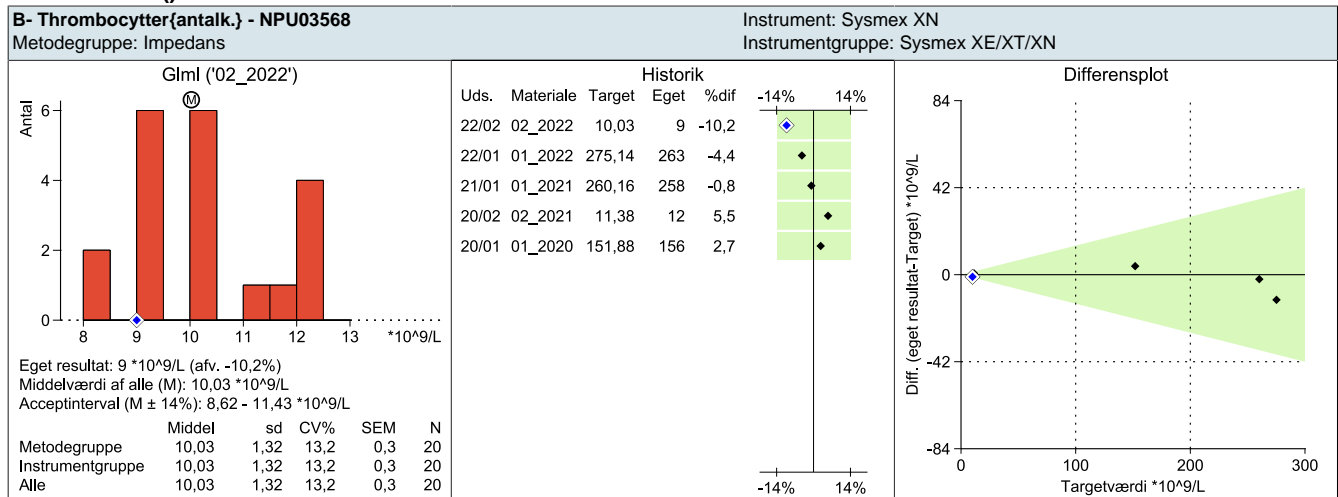 B- Thrombocytter{antalk.} - NPU03568
Metodegruppe: Impedans
Instrument: Sysmex XN
Instrumentgruppe: Sysmex XE/XT/XN
Glml ('02_2022')
Antal
6
4
2
0
M
8 9 10 11 12 13 *10^9/L
Eget resultat: 9 *10^9/L (afv. -10,2%)
Middelværdi af alle (M): 10,03 *10^9/L
Acceptinterval (M ± 14%): 8,62 - 11,43 *10^9/L
Middel sd CV% SEM N
Metodegruppe 10,03 1,32 13,2 0,3 20
Instrumentgruppe 10,03 1,32 13,2 0,3 20
Alle 10,03 1,32 13,2 0,3 20
Historik
Uds. Materiale Target Eget %dif -14% 14%
22/02 02_2022 10,03 9 -10,2
22/01 01_2022 275,14 263 -4,4
21/01 01_2021 260,16 258 -0,8
20/02 02_2021 11,38 12 5,5
20/01 01_2020 151,88 156 2,7
-14% 14%
Differensplot
Diff. (eget resultat-Target) *10^9/L
84
42
0
-42
-84
0 100 200 300
Targetværdi *10^9/L